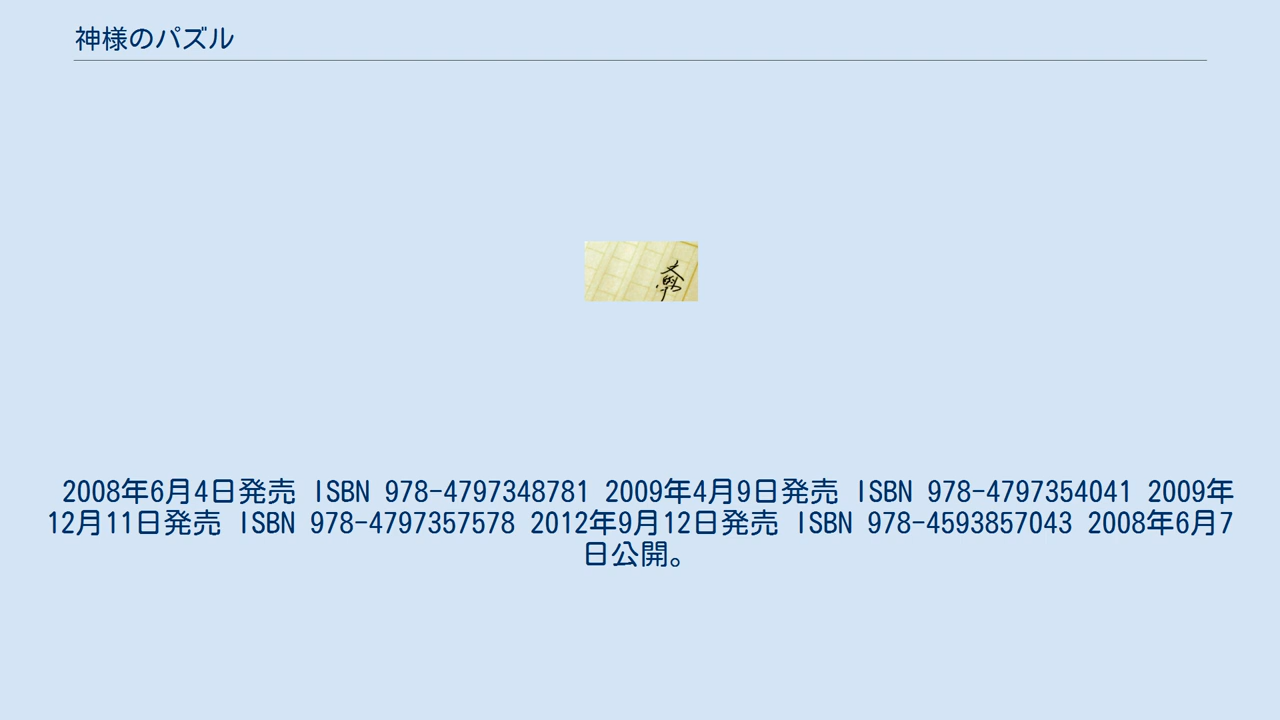 神様のパズル
2008年6月4日発売 ISBN 978-4797348781 2009年4月9日発売 ISBN 978-4797354041 2009年
12月11日発売 ISBN 978-4797357578 2012年9月12日発売 ISBN 978-4593857043 2008年6月7
日公開。